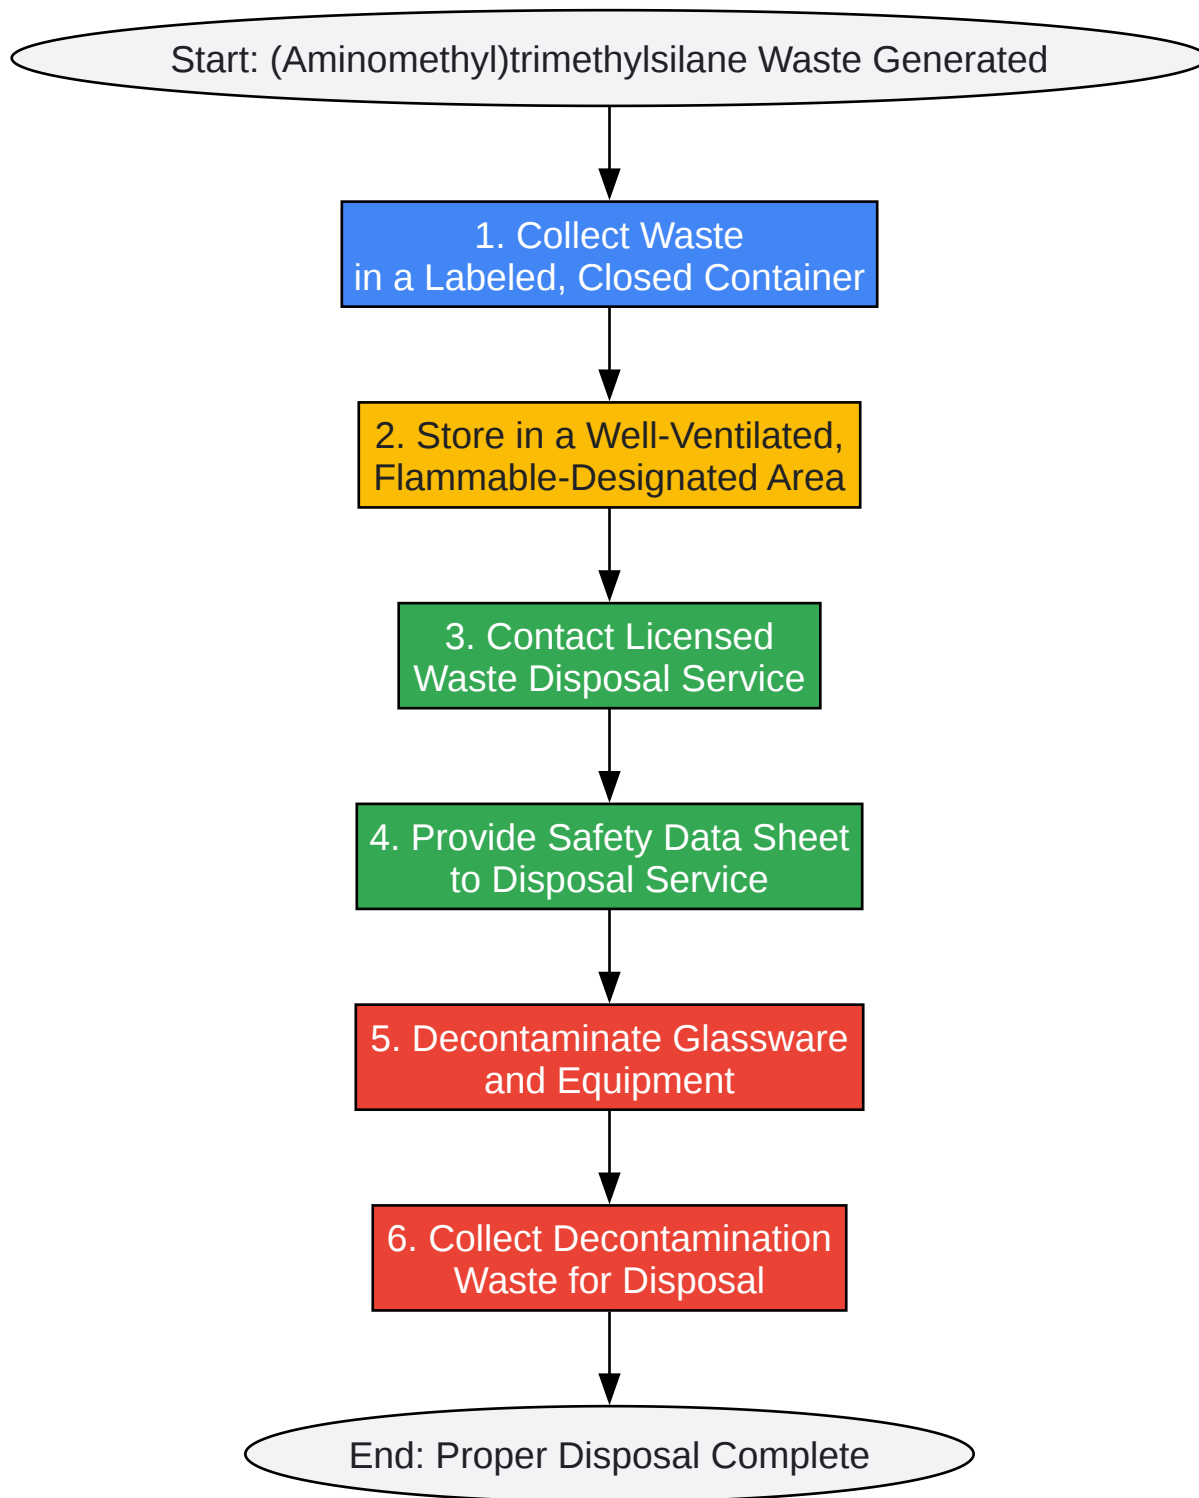 Start: (Aminomethyl)trimethylsilane Waste Generated
1. Collect Waste
in a Labeled, Closed Container
2. Store in a Well-Ventilated,
Flammable-Designated Area
3. Contact Licensed
Waste Disposal Service
4. Provide Safety Data Sheet
to Disposal Service
5. Decontaminate Glassware
and Equipment
6. Collect Decontamination
Waste for Disposal
End: Proper Disposal Complete